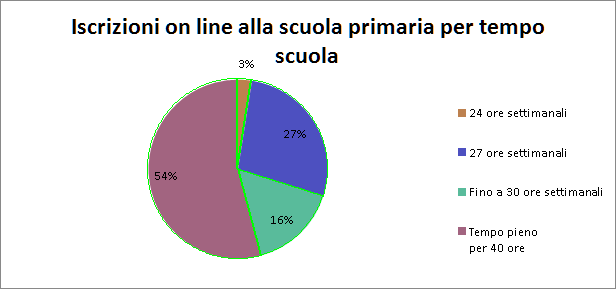 Iscrizioni on line alla scuola primaria per tempo
scuola
3%
27%
54%
16%
24 ore settimanali
27 ore settimanali
Fino a 30 ore settimanali
Tempo pieno
per 40 ore